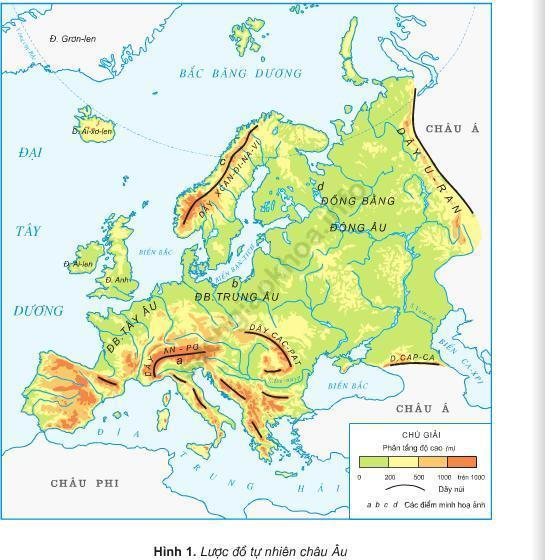 Đ. Grơn-len
BẮC BĂNG DƯƠNG
Đ. Ai-xơ-len
CHÂU Á
DÃY U-RAN
ĐẠI
TÂY
DƯƠNG
c
DÃY XCAN-ĐI-NA-VI
d
ĐỒNG BẰNG
ĐÔNG ÂU
BIỂN BẮC
BIỂN BAN-TÍCH
Đ. Ai-len
Đ. Anh
b
ĐB. TRUNG ÂU
ĐB. TÂY ÂU
DÃY CÁC-PÁT
DÃY AN-PƠ
a
S. Đa-nuýp
D. CAP-CA
BIỂN CA-XPI
BIỂN BẮC
CHÂU Á
ĐỊA
TRUNG HẢI
CHÂU PHI
CHÚ GIẢI
Phân tầng độ cao (m)
0 200 500 1000 trên 1000
Dãy núi
a b c d Các điểm minh hoạ ảnh
Hình 1. Lược đồ tự nhiên châu Âu